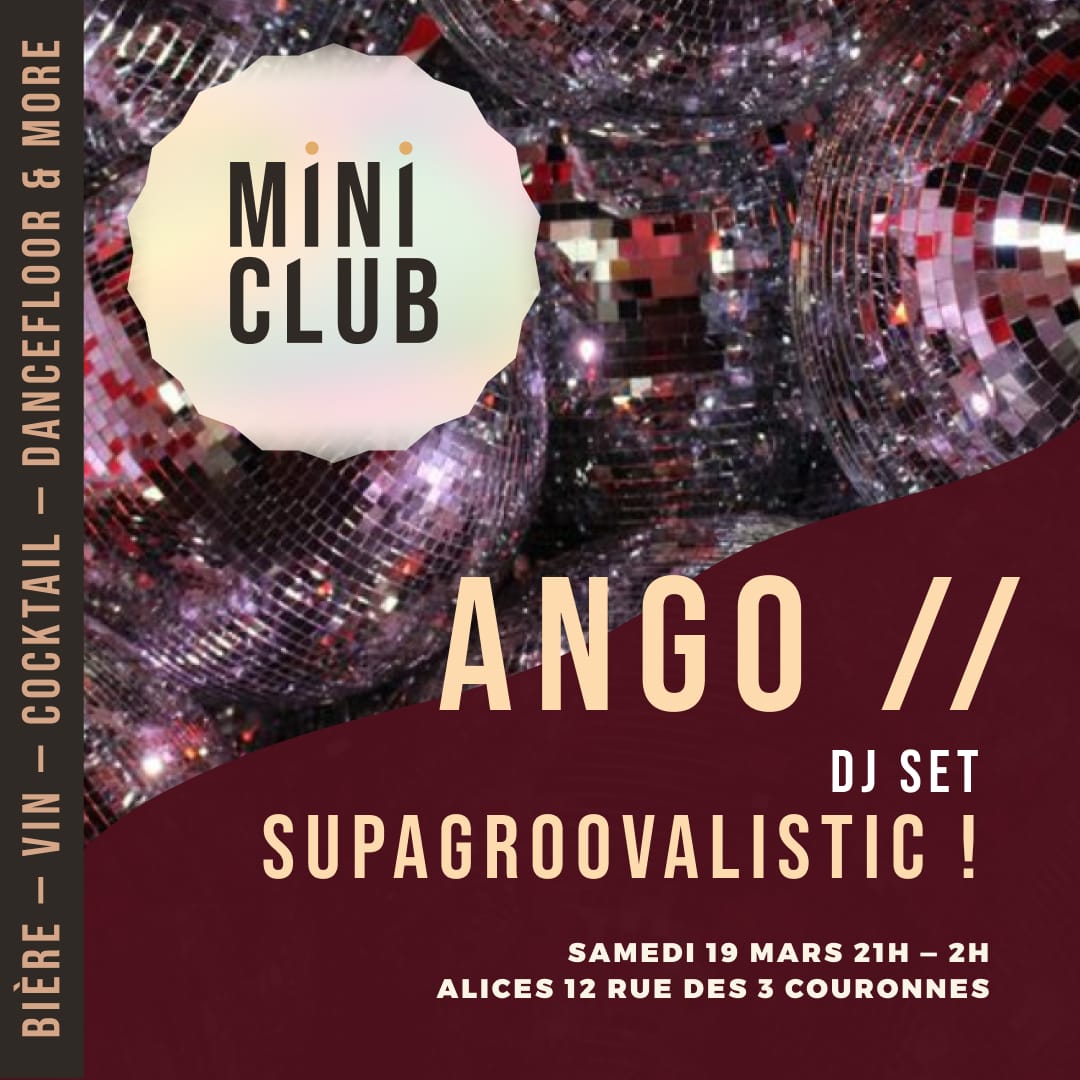 BIÈRE – VIN – COCKTAIL – DANCEFLOOR & MORE
MINI
CLUB
ANGO //
DJ SET
SUPAGROOVALISTIC !
SAMEDI 19 MARS 21H – 2H
ALICES 12 RUE DES 3 COURONNES